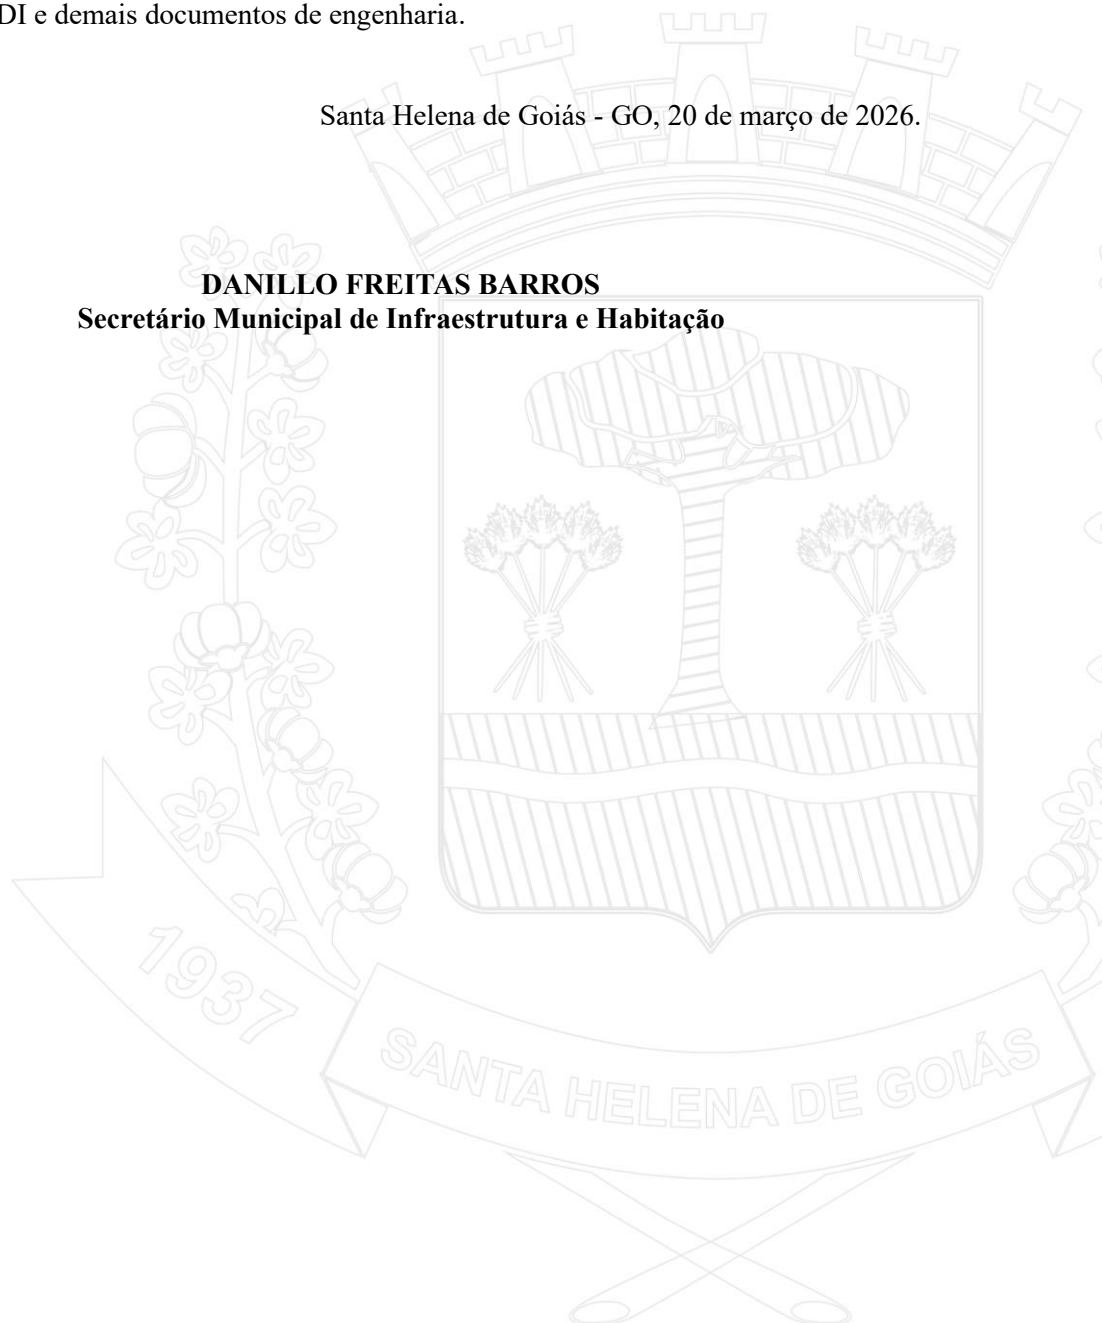 DI e demais documentos de engenharia.
Santa Helena de Goiás - GO, 20 de março de 2026.
DANILLO FREITAS BARROS
Secretário Municipal de Infraestrutura e Habitação
1937
SANTA HELENA DE GOIÁS